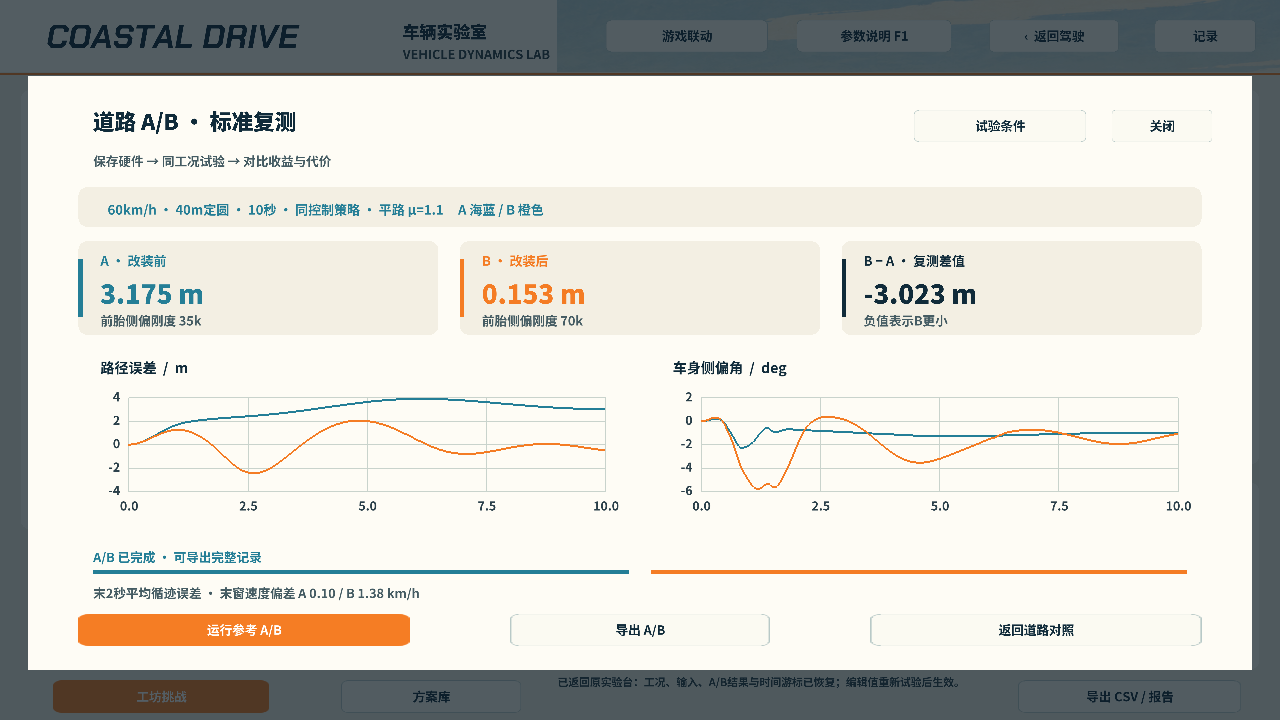 COASTAL DRIVE
车辆实验室
VEHICLE DYNAMICS LAB
游戏联动
参数说明 F1
‹ 返回驾驶
记录
道路 A/B • 标准复测
试验条件
关闭
保存硬件 → 同工况试验 → 对比收益与代价
60km/h • 40m定圆 • 10秒 • 同控制策略 • 平路 μ=1.1 A 海蓝 / B 橙色
A • 改装前
3.175 m
前胎侧偏刚度 35k
B • 改装后
0.153 m
前胎侧偏刚度 70k
B − A • 复测差值
-3.023 m
负值表示B更小
路径误差 / m
4
2
0
-2
-4
0.0 2.5 5.0 7.5 10.0
车身侧偏角 / deg
2
0
-2
-4
-6
0.0 2.5 5.0 7.5 10.0
A/B 已完成 • 可导出完整记录
末2秒平均循迹误差 • 末窗速度偏差 A 0.10 / B 1.38 km/h
运行参考 A/B
导出 A/B
返回道路对照
已返回原实验台：工况、输入、A/B结果与时间游标已恢复；编辑值重新试验后生效。
工坊挑战
方案库
导出 CSV / 报告